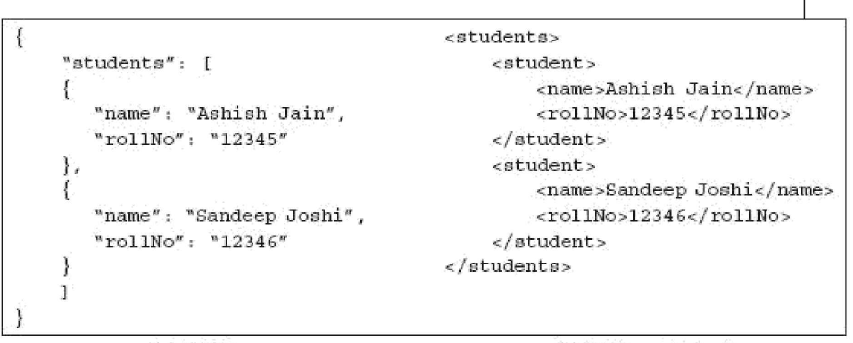 {
"students": [
{
"name": "Ashish Jain",
"rollNo": "12345"
},
{
"name": "Sandeep Joshi",
"rollNo": "12346"
}
]
}
<students>
<student>
<name>Ashish Jain</name>
<rollNo>12345</rollNo>
</student>
<student>
<name>Sandeep Joshi</name>
<rollNo>12346</rollNo>
</student>
</students>